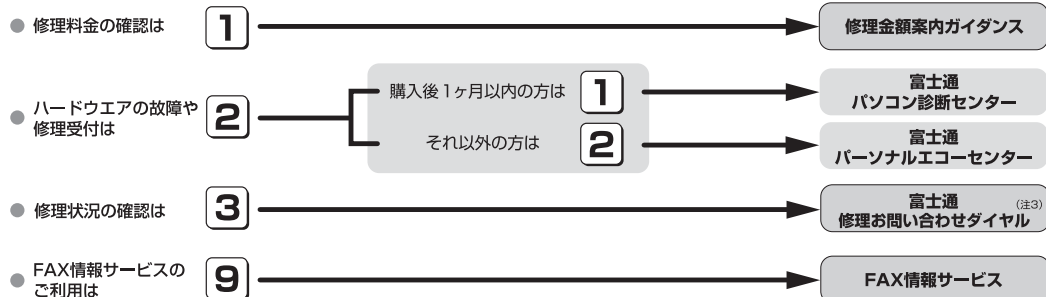 ● 修理料金の確認は 1 修理金額案内ガイダンス
● ハードウエアの故障や
修理受付は 2
購入後1ヶ月以内の方は 1
富士通
パソコン診断センター
それ以外の方は 2
富士通
パーソナルエコーセンター
● 修理状況の確認は 3
富士通 (注3)
修理お問い合わせダイヤル
● FAX情報サービスの
ご利用は 9 FAX情報サービス